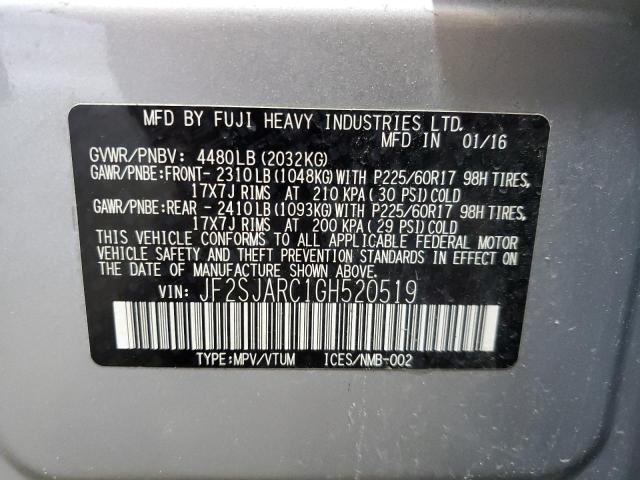 MFD BY FUJI HEAVY INDUSTRIES LTD.
MFD IN 01/16
GVWR/PNBV: 4480LB (2032KG)
GAWR/PNBE:FRONT- 2310LB (1048KG) WITH P225/60R17 98H TIRES,
17X7J RIMS AT 210 KPA ( 30 PSI) COLD
GAWR/PNBE:REAR - 2410LB (1093KG) WITH P225/60R17 98H TIRES,
17X7J RIMS AT 200 KPA ( 29 PSI) COLD
THIS VEHICLE CONFORMS TO ALL APPLICABLE FEDERAL MOTOR
VEHICLE SAFETY AND THEFT PREVENTION STANDARDS IN EFFECT ON
THE DATE OF MANUFACTURE SHOWN ABOVE.
VIN: JF2SJARC1GH520519
TYPE:MPV/VTUM ICES/NMB-002